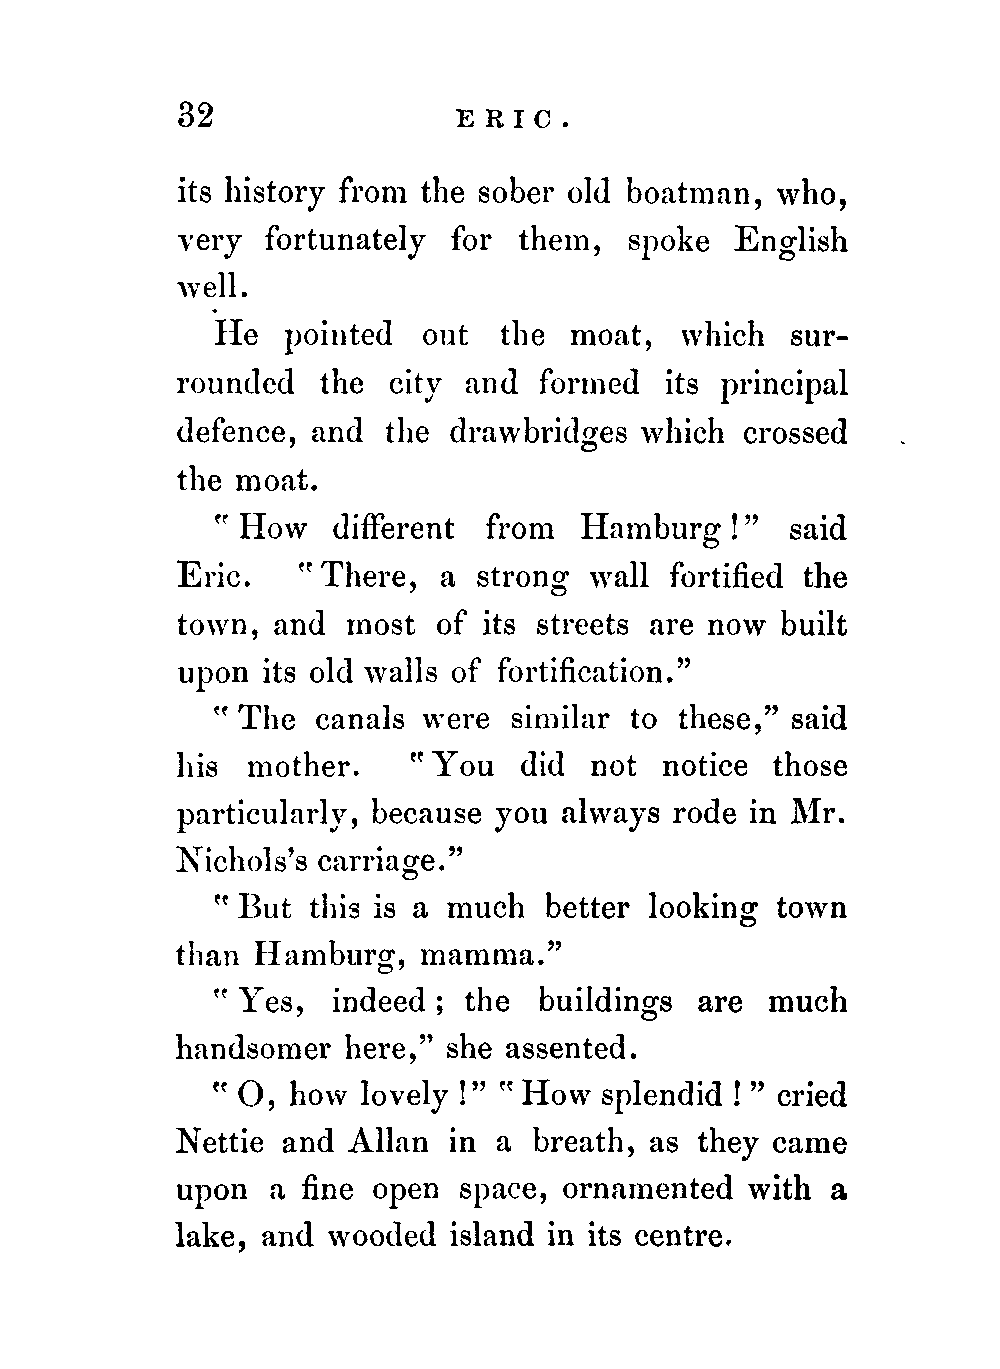 32 ERIC.
its history from the sober old boatman, who,
very fortunately for them, spoke English
well.
He pointed out the moat, which sur-
rounded the city and formed its principal
defence, and the drawbridges which crossed
the moat.
“How different from Hamburg!” said
Eric. “There, a strong wall fortified the
town, and most of its streets are now built
upon its old walls of fortification.”
“The canals were similar to these,” said
his mother. “You did not notice those
particularly, because you always rode in Mr.
Nichols’s carriage.”
“But this is a much better looking town
than Hamburg, mamma.”
“Yes, indeed; the buildings are much
handsomer here,” she assented.
“O, how lovely!” “How splendid!” cried
Nettie and Allan in a breath, as they came
upon a fine open space, ornamented with a
lake, and wooded island in its centre.